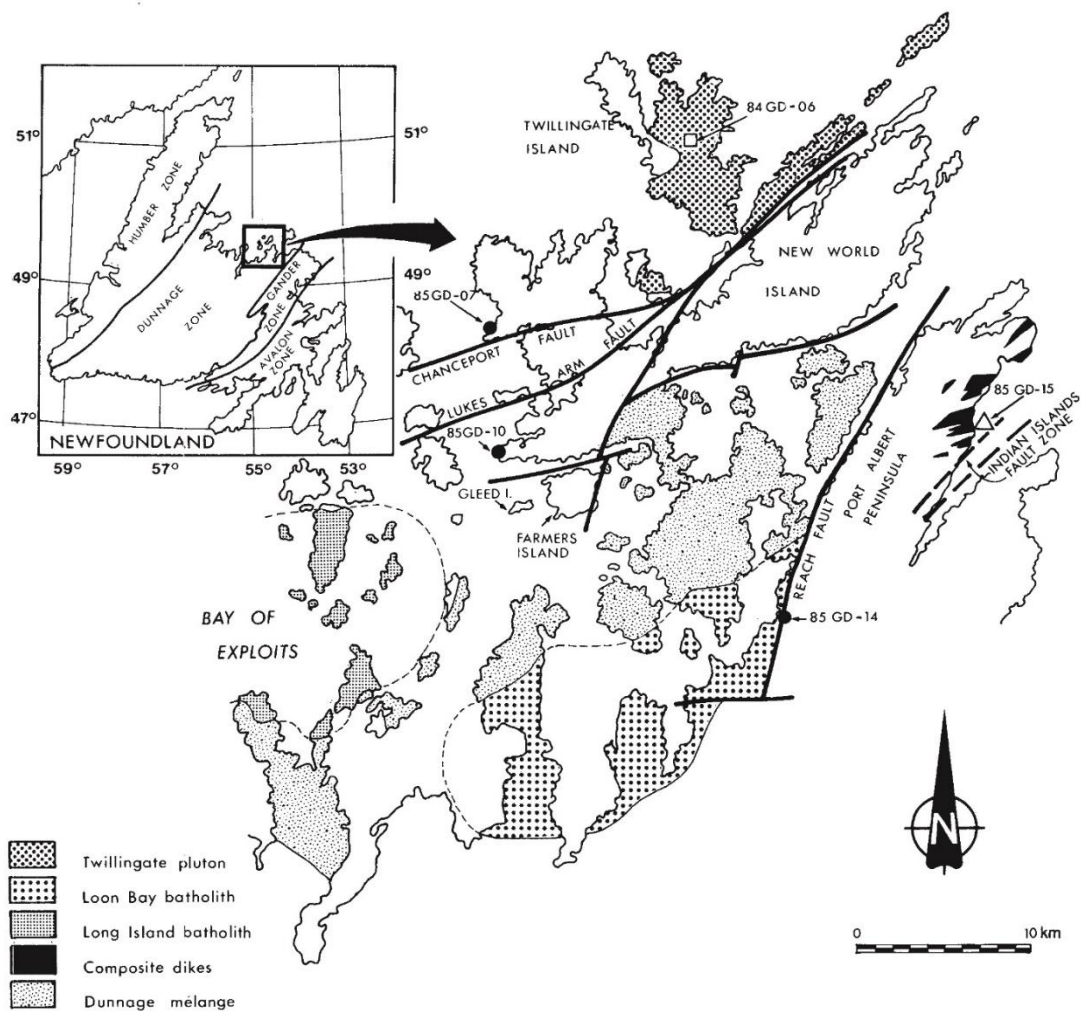 51°
49°
47°
59°
57°
55°
53°
51°
49°
HUMBER ZONE
DUNNAGE
ZONE
GANDER
ZONE
AVALON
ZONE
NEWFOUNDLAND
TWILLINGATE
ISLAND
84 GD-06
NEW WORLD
ISLAND
85GD-07
CHANCEPORT FAULT
LUKES ARM FAULT
85GD-10
GLEED I.
FARMERS
ISLAND
REACH FAULT
PORT ALBERT
PENINSULA
85 GD-15
INDIAN ISLANDS
FAULT ZONE
85 GD-14
BAY OF
EXPLOITS
Twillingate pluton
Loon Bay batholith
Long Island batholith
Composite dikes
Dunnage mélange
N
0 10 km